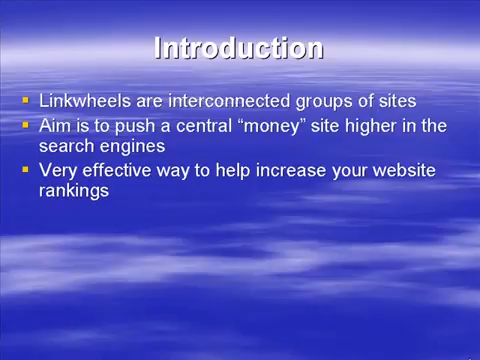 Introduction
Linkwheels are interconnected groups of sites
Aim is to push a central “money” site higher in the
search engines
Very effective way to help increase your website
rankings